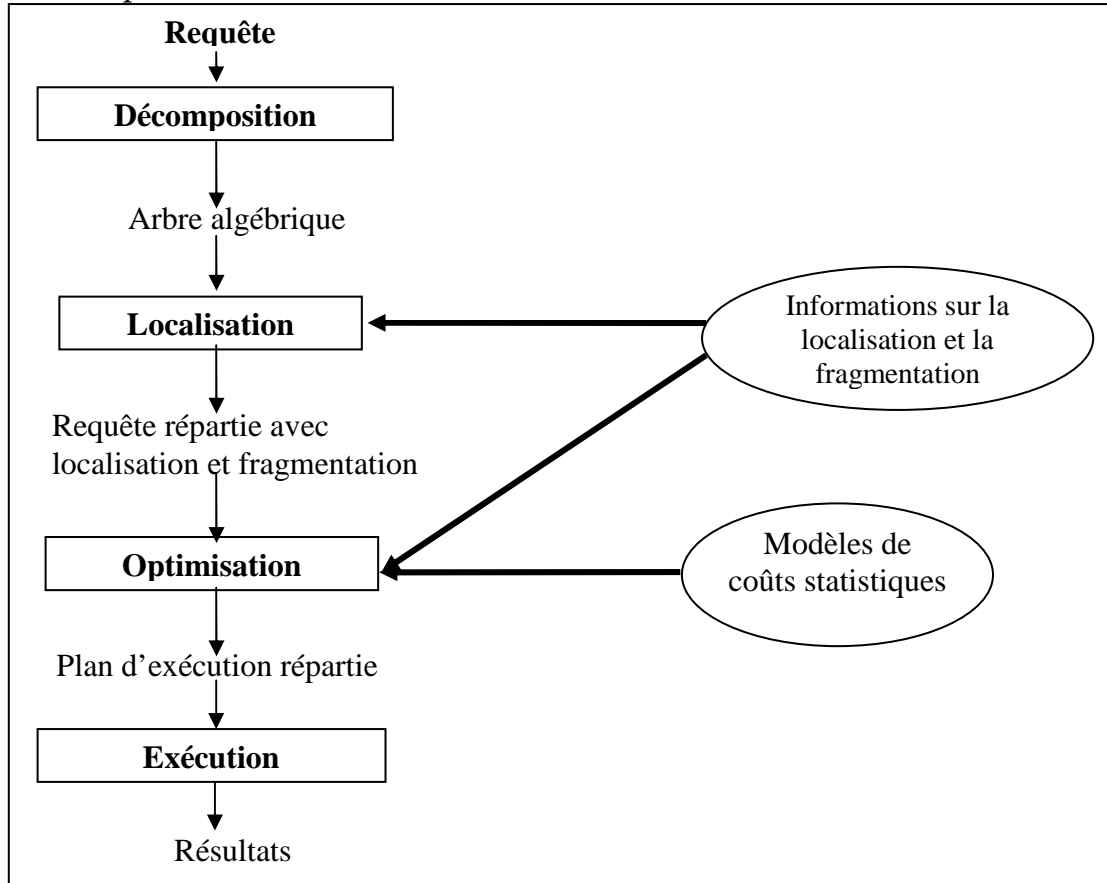 Requête
Décomposition
Arbre algébrique
Localisation
Informations sur la
localisation et la
fragmentation
Requête répartie avec
localisation et fragmentation
Optimisation
Modèles de
coûts statistiques
Plan d’exécution répartie
Exécution
Résultats